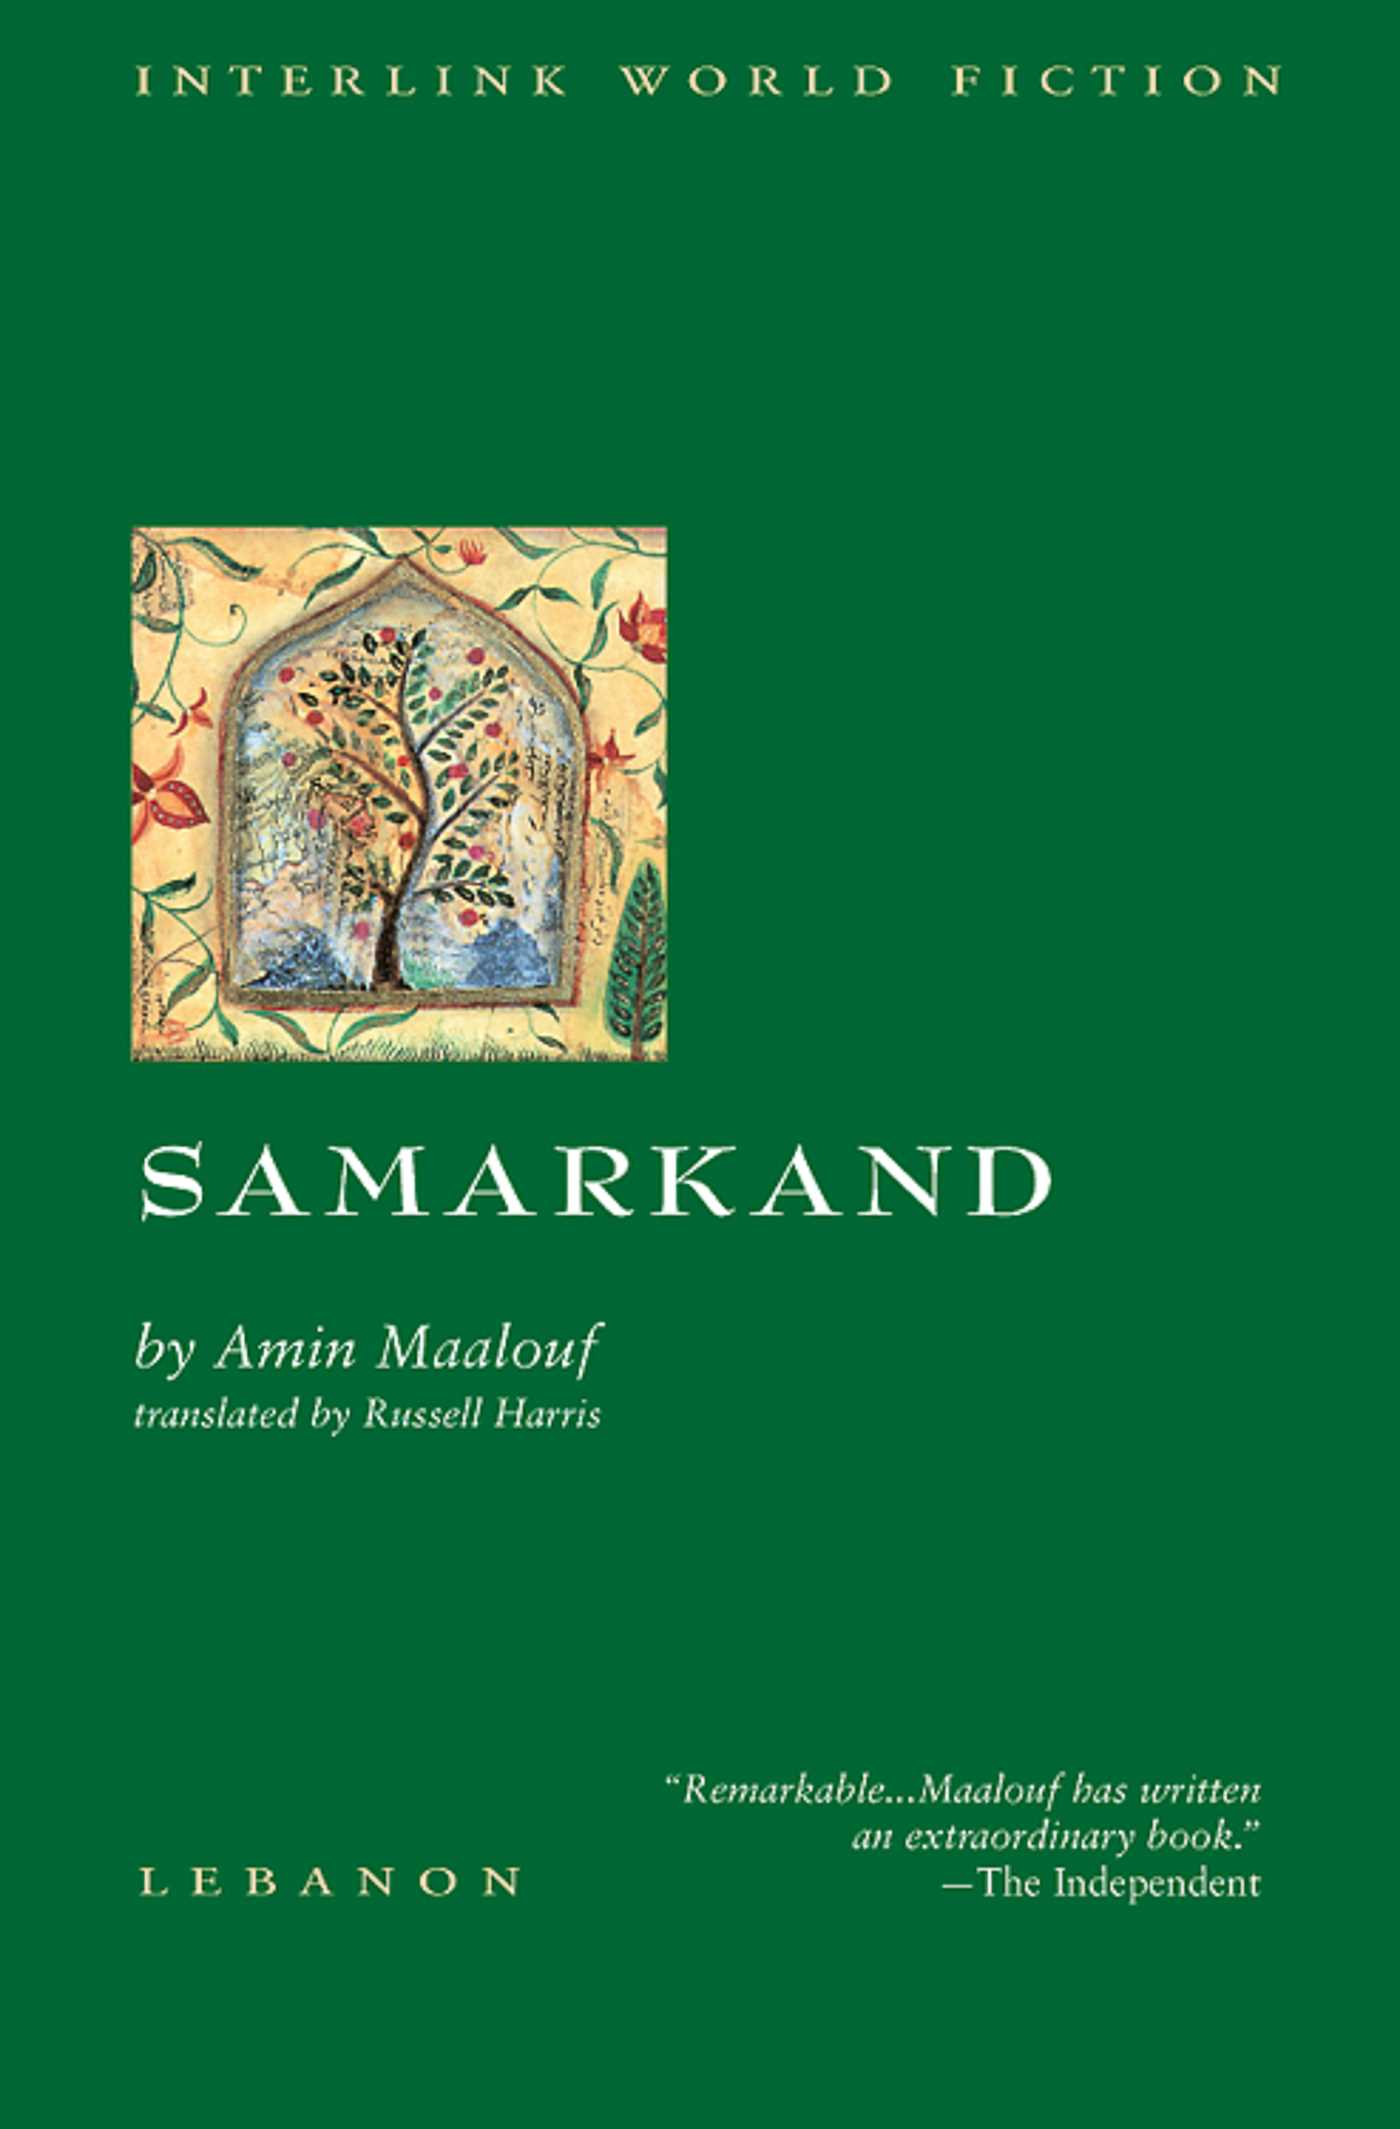 INTERLINK WORLD FICTION
SAMARKAND
by Amin Maalouf
translated by Russell Harris
“Remarkable...Maalouf has written
an extraordinary book.”
—The Independent
LEBANON